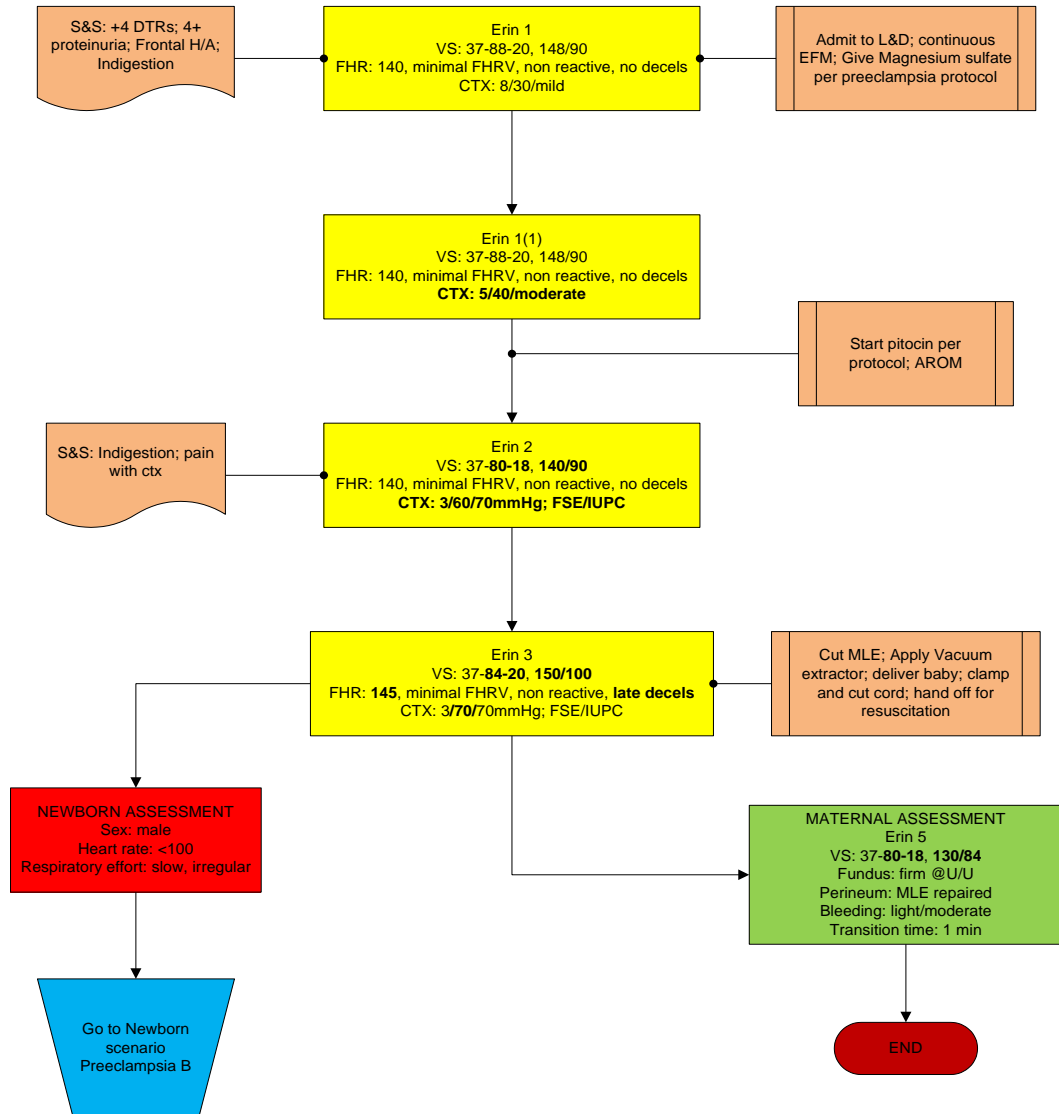 S&S: +4 DTRs; 4+
proteinuria; Frontal H/A;
Indigestion
Erin 1
VS: 37-88-20, 148/90
FHR: 140, minimal FHRV, non reactive, no decels
CTX: 8/30/mild
Admit to L&D; continuous
EFM; Give Magnesium sulfate
per preeclampsia protocol
Erin 1(1)
VS: 37-88-20, 148/90
FHR: 140, minimal FHRV, non reactive, no decels
CTX: 5/40/moderate
Start pitocin per
protocol; AROM
S&S: Indigestion; pain
with ctx
Erin 2
VS: 37-80-18, 140/90
FHR: 140, minimal FHRV, non reactive, no decels
CTX: 3/60/70mmHg; FSE/IUPC
Erin 3
VS: 37-84-20, 150/100
FHR: 145, minimal FHRV, non reactive, late decels
CTX: 3/70/70mmHg; FSE/IUPC
Cut MLE; Apply Vacuum
extractor; deliver baby; clamp
and cut cord; hand off for
resuscitation
NEWBORN ASSESSMENT
Sex: male
Heart rate: <100
Respiratory effort: slow, irregular
MATERNAL ASSESSMENT
Erin 5
VS: 37-80-18, 130/84
Fundus: firm @U/U
Perineum: MLE repaired
Bleeding: light/moderate
Transition time: 1 min
Go to Newborn
scenario
Preeclampsia B
END